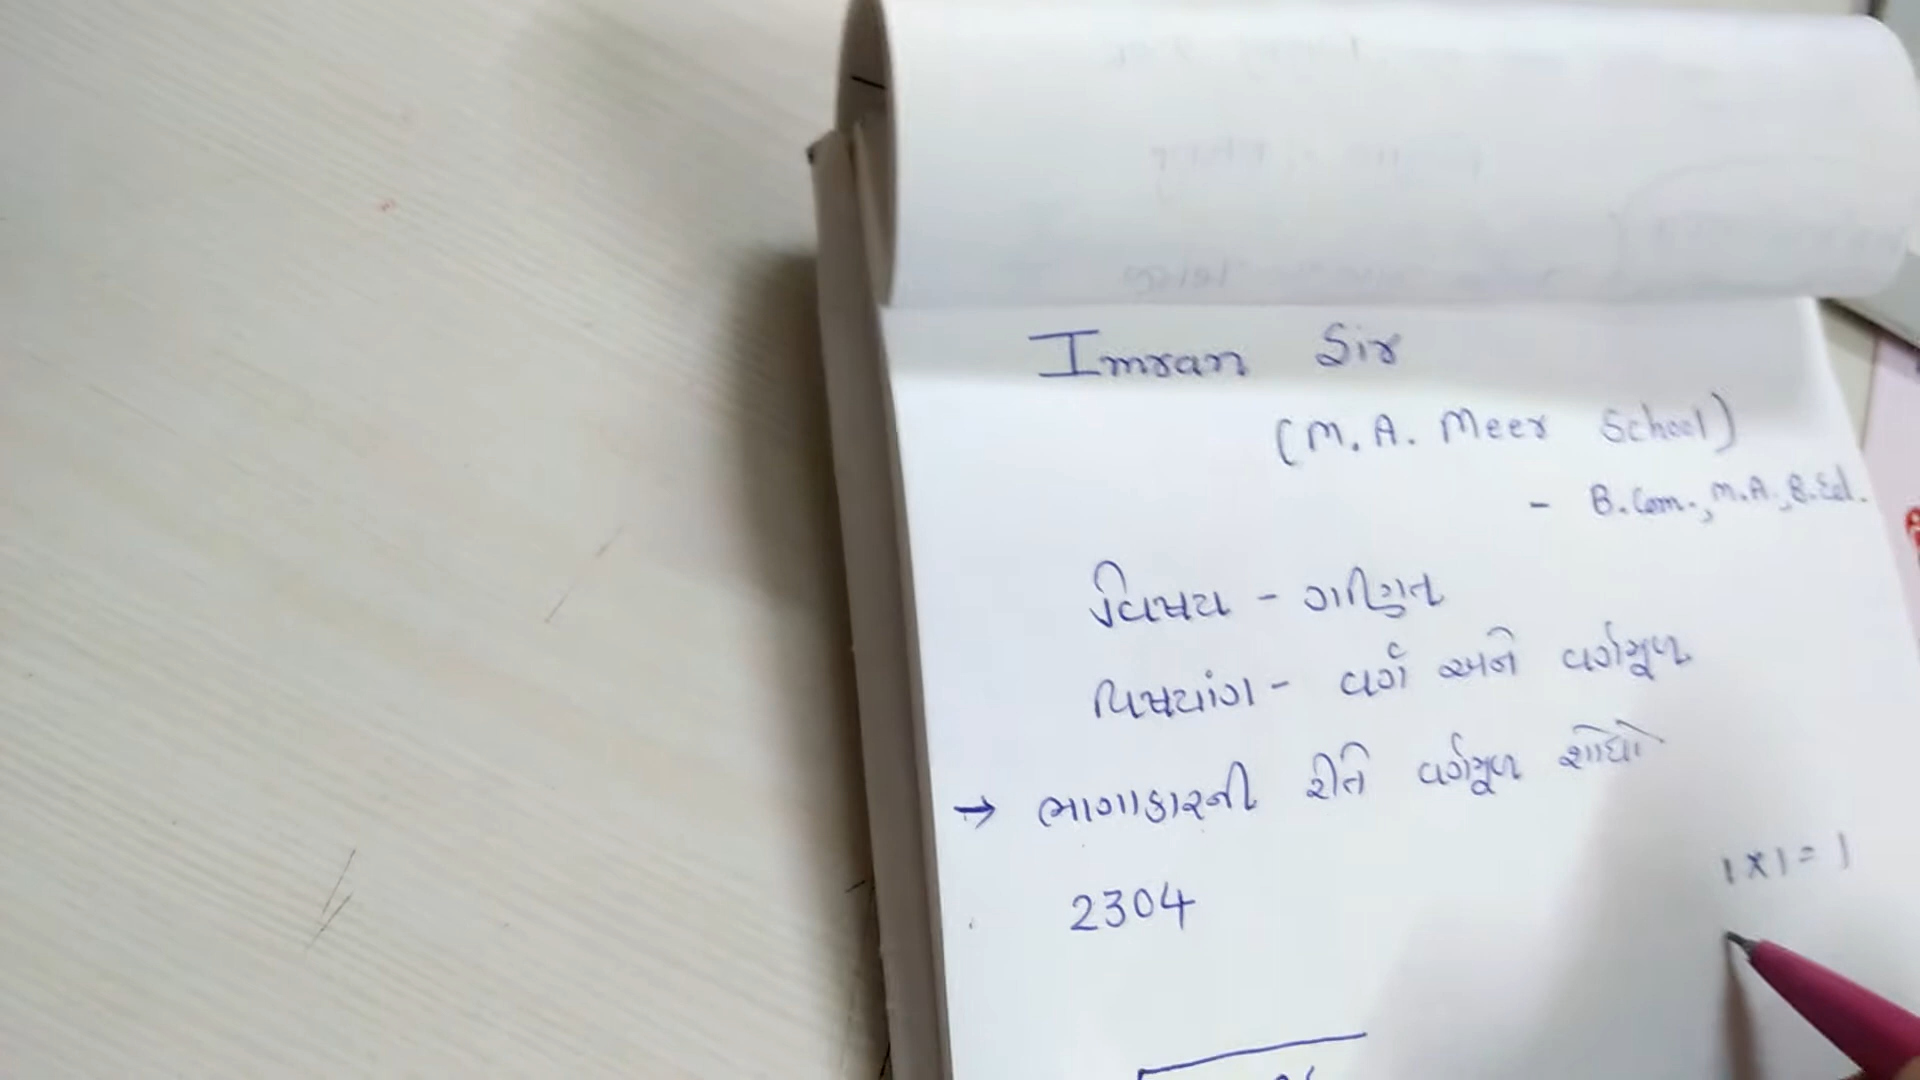 Imran Sir
(M. A. Meer School)
- B.Com., M.A., B.Ed.
વિષય - ગણિત
વિષયાંગ - વર્ગ અને વર્ગમૂળ
→ ભાગાકારની રીતે વર્ગમૂળ શોધો
1 x 1 = 1
2304